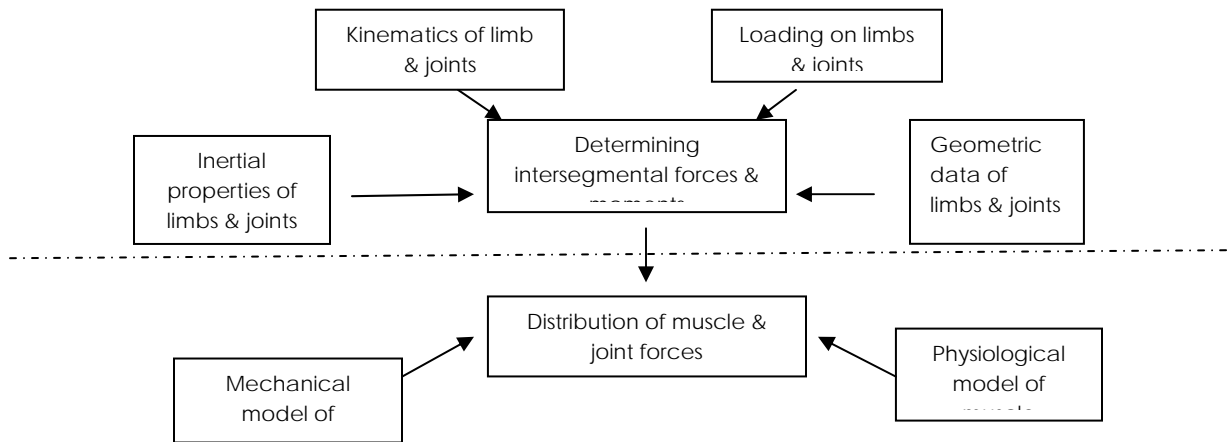 Kinematics of limb
& joints
Loading on limbs
& joints
Determining
intersegmental forces &
Inertial
properties of
limbs & joints
Geometric
data of
limbs & joints
Distribution of muscle &
joint forces
Mechanical
model of
Physiological
model of